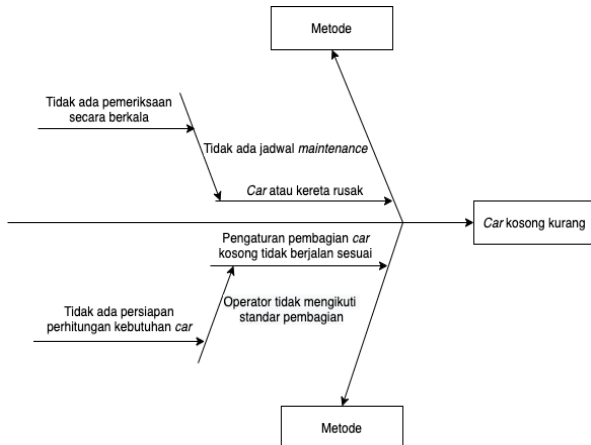 Metode
Tidak ada pemeriksaan
secara berkala
Tidak ada jadwal maintenance
Car atau kereta rusak
Car kosong kurang
Pengaturan pembagian car
kosong tidak berjalan sesuai
Operator tidak mengikuti
standar pembagian
Tidak ada persiapan
perhitungan kebutuhan car
Metode